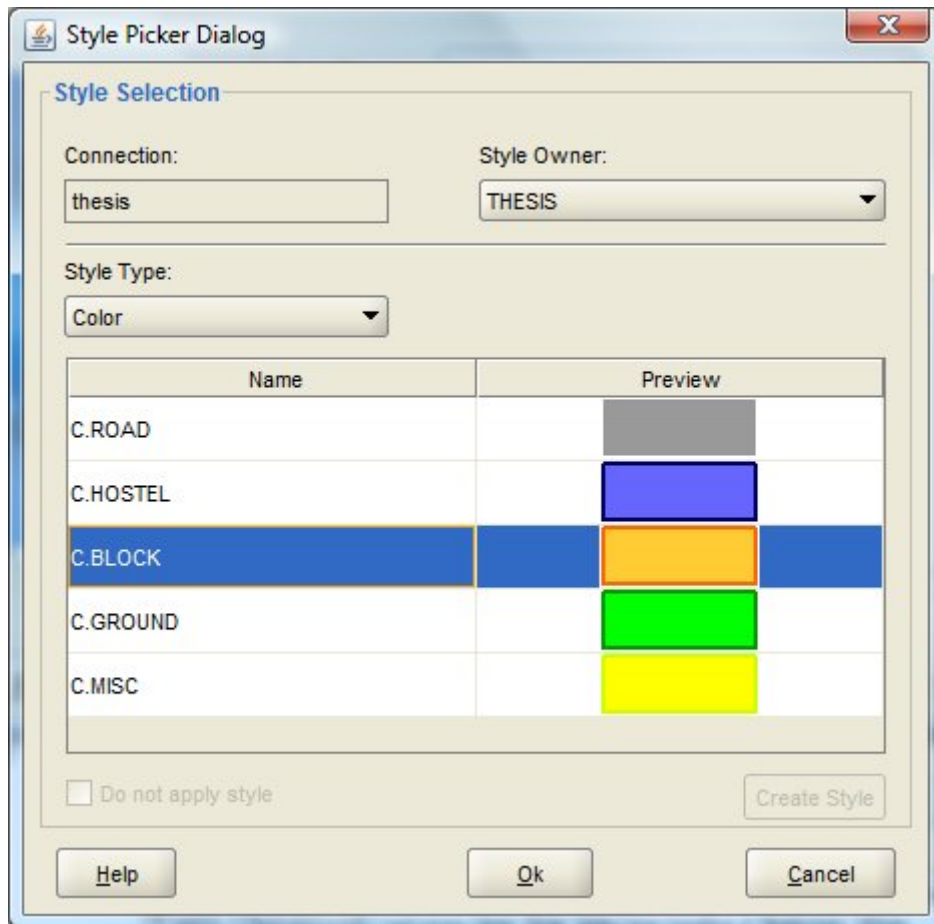 Style Picker Dialog
Style Selection
Connection: Style Owner:
thesis THESIS
Style Type:
Color
Name Preview
C.ROAD
C.HOSTEL
C.BLOCK
C.GROUND
C.MISC
Do not apply style Create Style
Help Ok Cancel